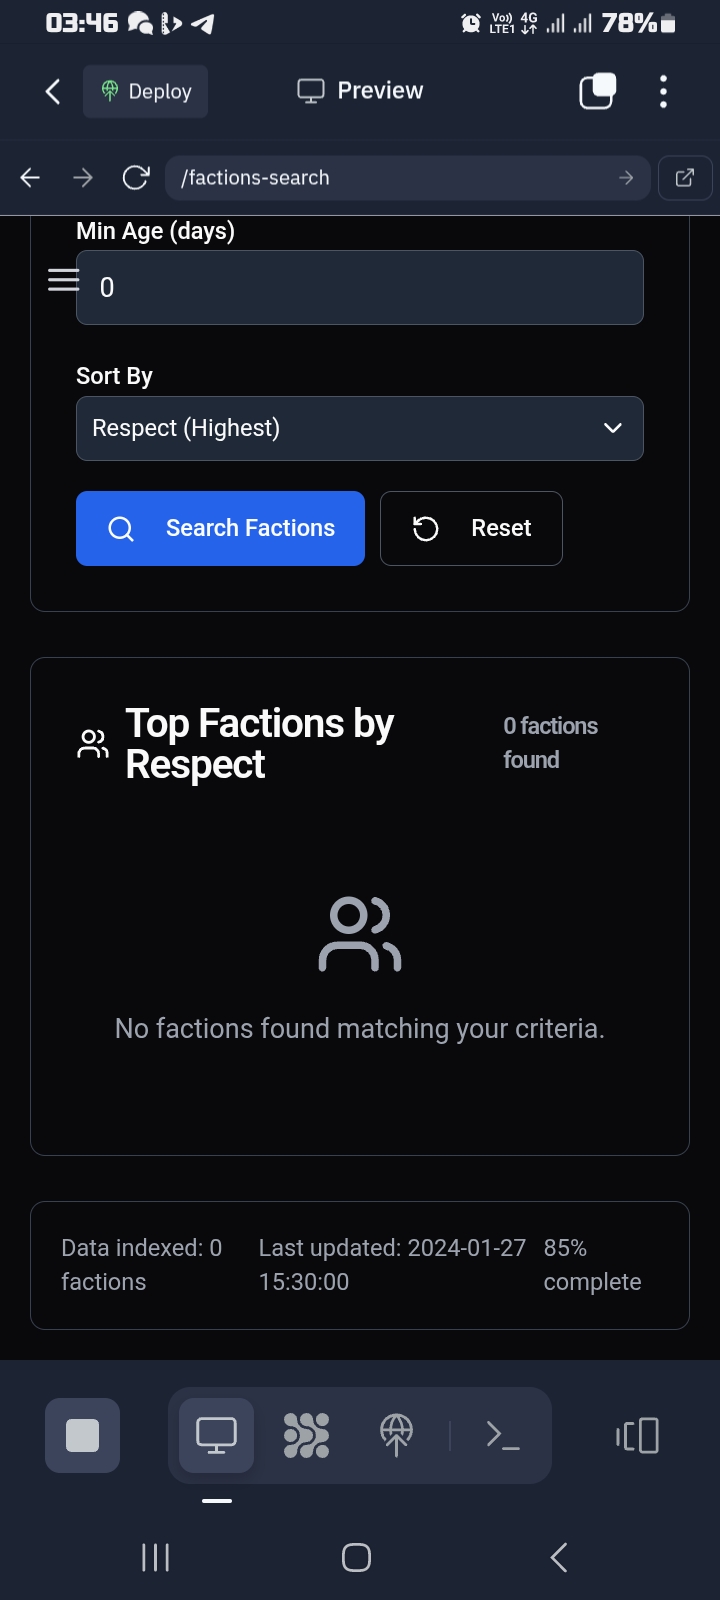 03:46
Vo) 4G 78%
LTE1
Deploy Preview
/factions-search
Min Age (days)
0
Sort By
Respect (Highest)
Search Factions Reset
Top Factions by
Respect
0 factions
found
No factions found matching your criteria.
Data indexed: 0
factions
Last updated: 2024-01-27
15:30:00
85%
complete